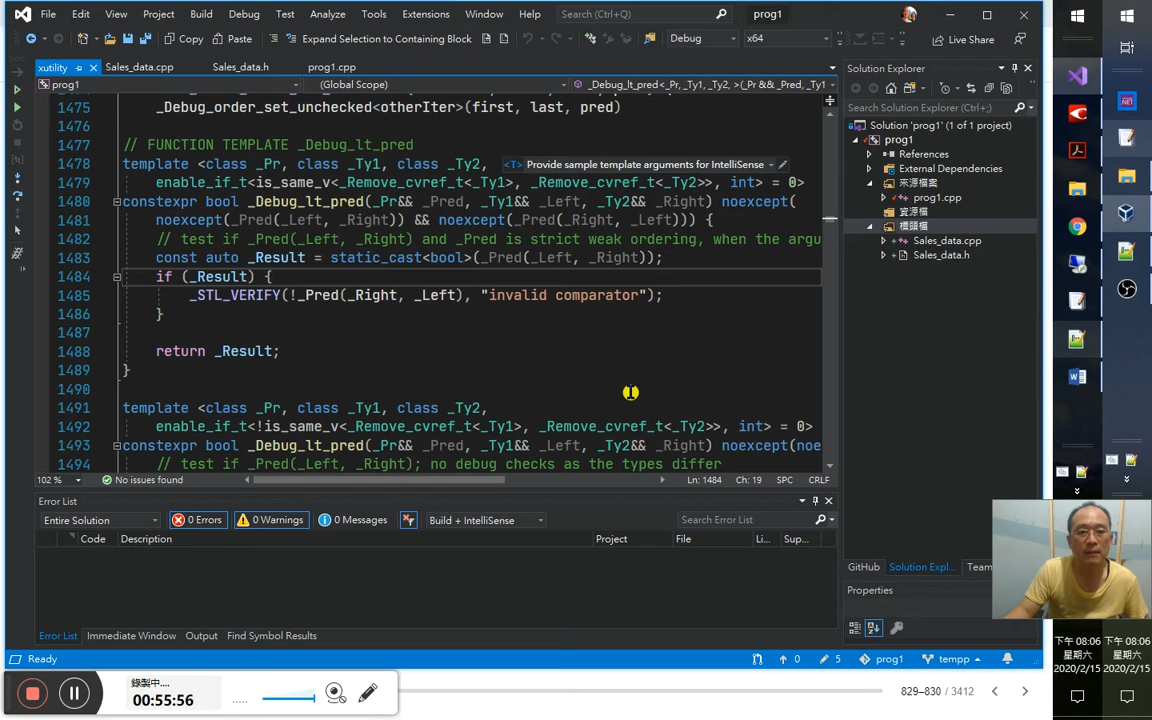 File Edit View Git Project Build Debug Test Analyze Tools Extensions Window Help Search (Ctrl+Q) prog1
Copy Paste Expand Selection to Containing Block Debug x64 Live Share
xutility Sales_data.cpp Sales_data.h prog1.cpp
prog1 (Global Scope) _Debug_lt_pred<_Pr, _Ty1, _Ty2, >(_Pr && _Pred, _Ty1
1475 _Debug_order_set_unchecked<otherIter>(first, last, pred)
1476
1477 // FUNCTION TEMPLATE _Debug_lt_pred
1478 template <class _Pr, class _Ty1, class _Ty2, <T> Provide sample template arguments for IntelliSense
1479 enable_if_t<is_same_v<_Remove_cvref_t<_Ty1>, _Remove_cvref_t<_Ty2>>, int> = 0>
1480 constexpr bool _Debug_lt_pred(_Pr&& _Pred, _Ty1&& _Left, _Ty2&& _Right) noexcept(
1481 noexcept(_Pred(_Left, _Right)) && noexcept(_Pred(_Right, _Left))) {
1482 // test if _Pred(_Left, _Right) and _Pred is strict weak ordering, when the argu
1483 const auto _Result = static_cast<bool>(_Pred(_Left, _Right));
1484 if (_Result) {
1485 _STL_VERIFY(!_Pred(_Right, _Left), "invalid comparator");
1486 }
1487
1488 return _Result;
1489 }
1490
1491 template <class _Pr, class _Ty1, class _Ty2,
1492 enable_if_t<!is_same_v<_Remove_cvref_t<_Ty1>, _Remove_cvref_t<_Ty2>>, int> = 0>
1493 constexpr bool _Debug_lt_pred(_Pr&& _Pred, _Ty1&& _Left, _Ty2&& _Right) noexcept(noe
1494 // test if _Pred(_Left, _Right); no debug checks as the types differ
102 % No issues found Ln: 1484 Ch: 19 SPC CRLF
Error List
Entire Solution 0 Errors 0 Warnings 0 Messages Build + IntelliSense Search Error List
Code Description Project File Li... Sup...
Error List Immediate Window Output Find Symbol Results
Ready 0 5 prog1 tempp
Solution Explorer
Search Solution Explorer (Ctrl+;)
Solution 'prog1' (1 of 1 project)
prog1
References
External Dependencies
來源檔案
prog1.cpp
資源檔
標頭檔
Sales_data.cpp
Sales_data.h
GitHub Solution Expl... Team
Properties
錄製中....
00:55:56
829–830 / 3412
下午 08:06
星期六
2020/2/15
下午 08:06
星期六
2020/2/15